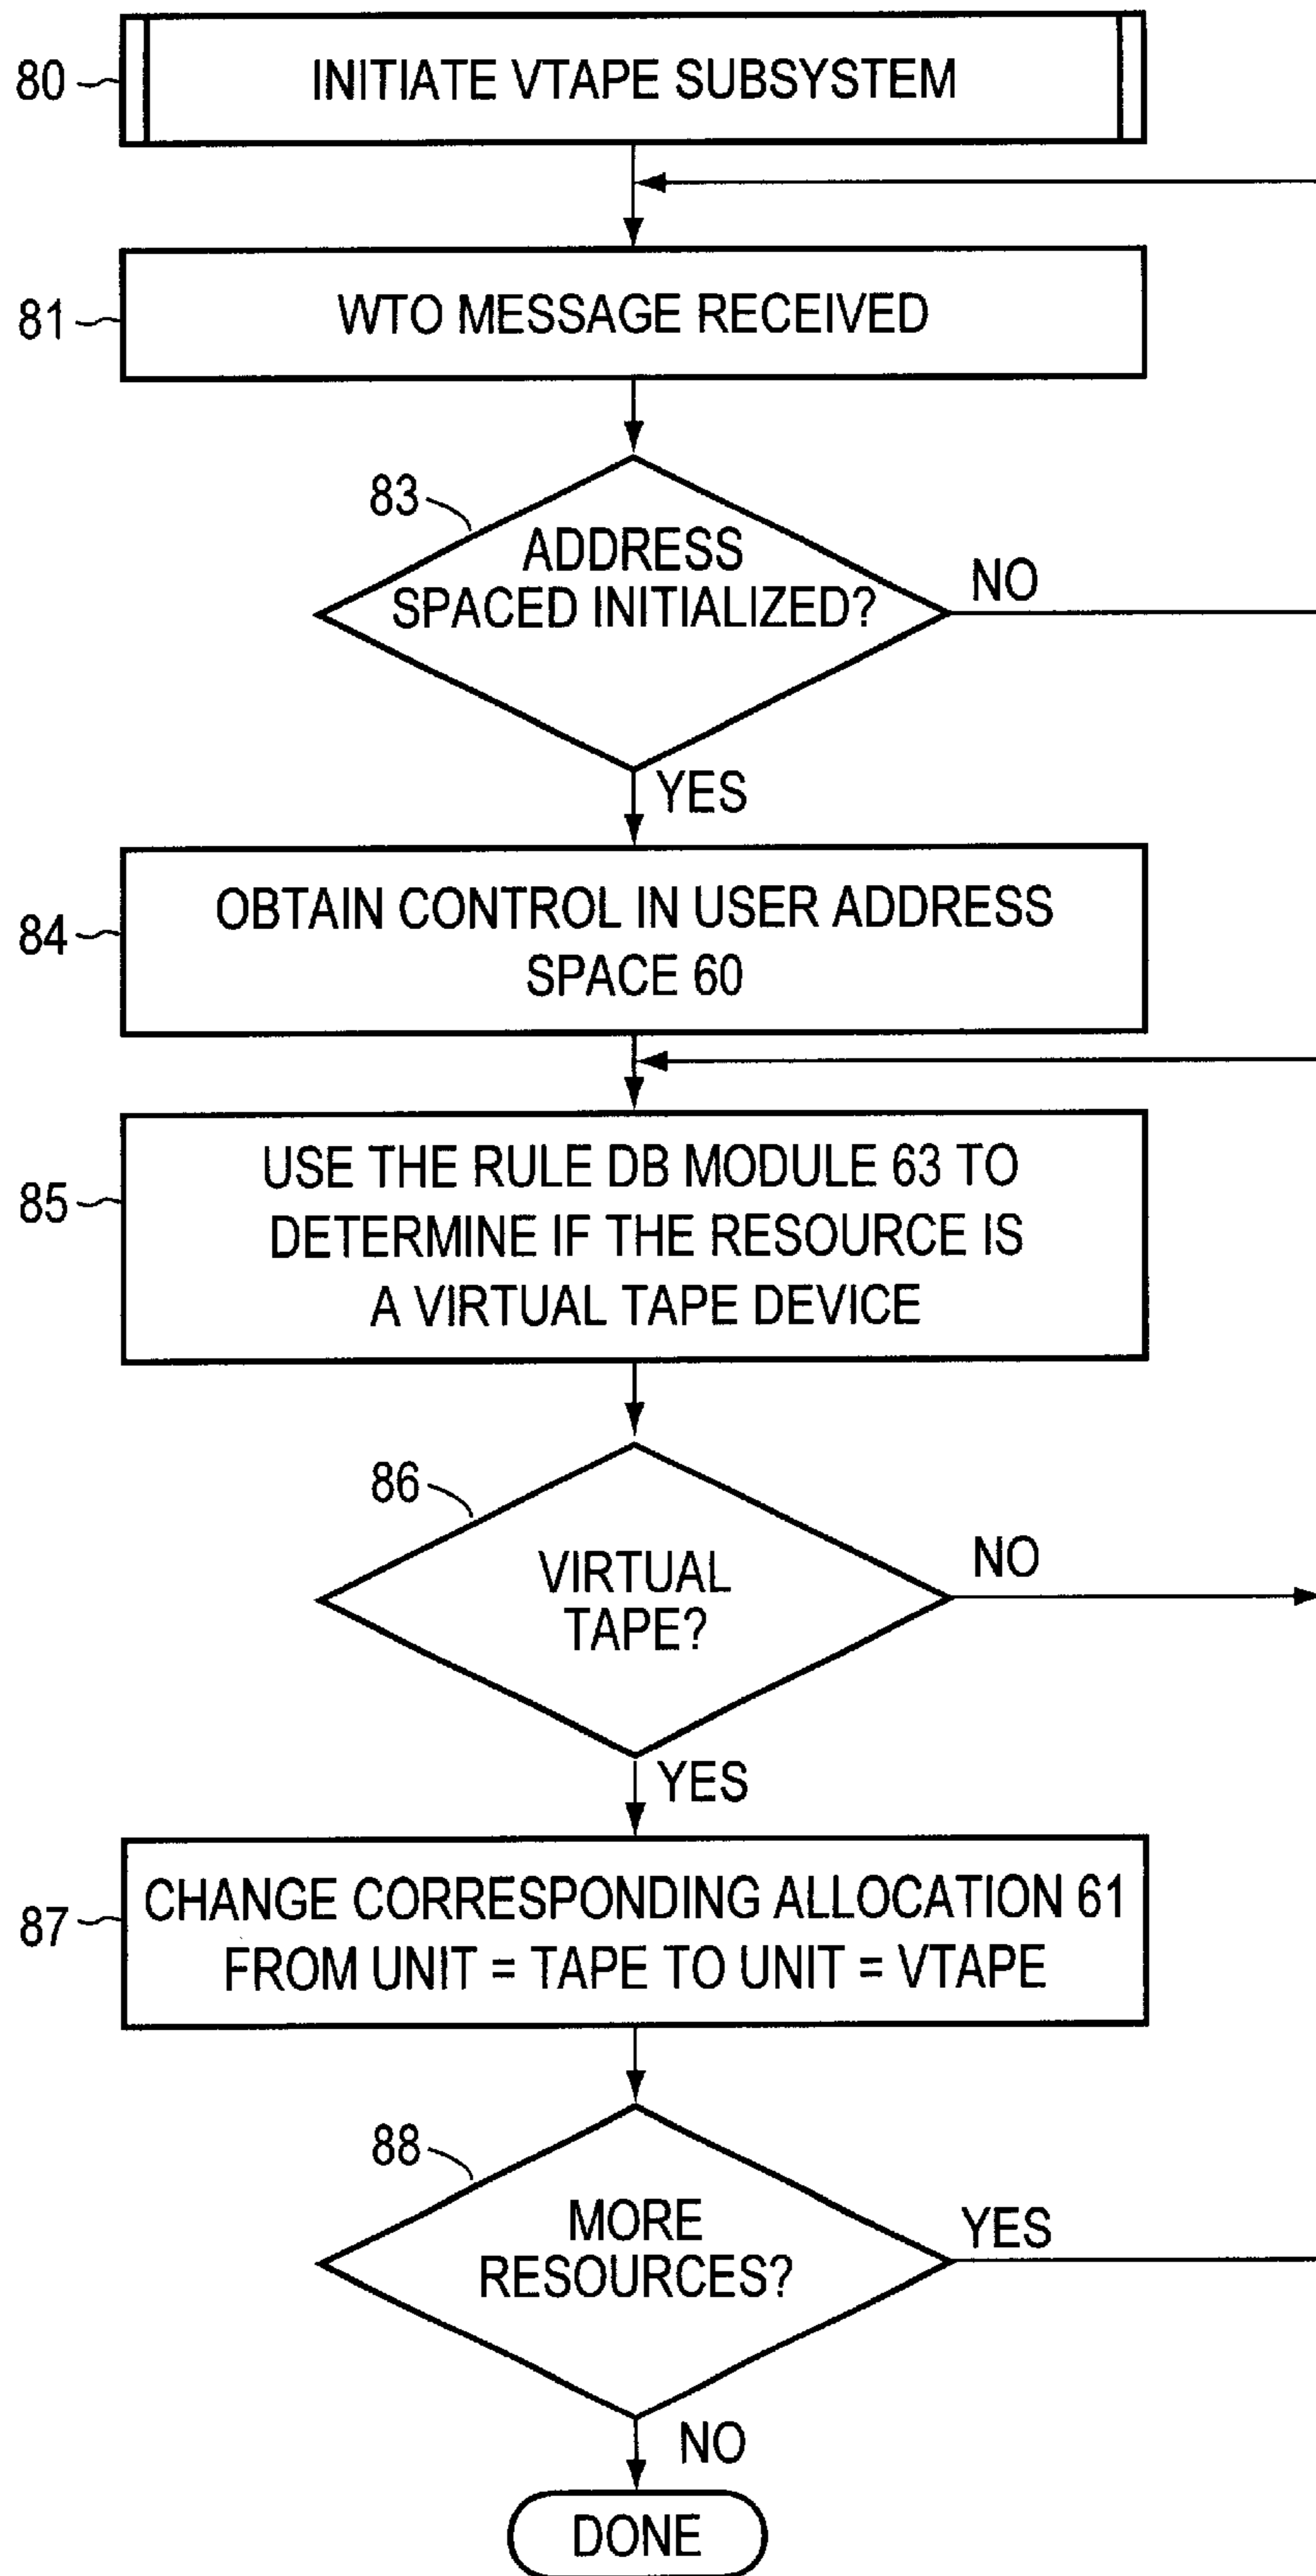 80
INITIATE VTAPE SUBSYSTEM
81
WTO MESSAGE RECEIVED
83
ADDRESS
SPACED INITIALIZED?
NO
YES
84
OBTAIN CONTROL IN USER ADDRESS
SPACE 60
85
USE THE RULE DB MODULE 63 TO
DETERMINE IF THE RESOURCE IS
A VIRTUAL TAPE DEVICE
86
VIRTUAL
TAPE?
NO
YES
87
CHANGE CORRESPONDING ALLOCATION 61
FROM UNIT = TAPE TO UNIT = VTAPE
88
MORE
RESOURCES?
YES
NO
DONE